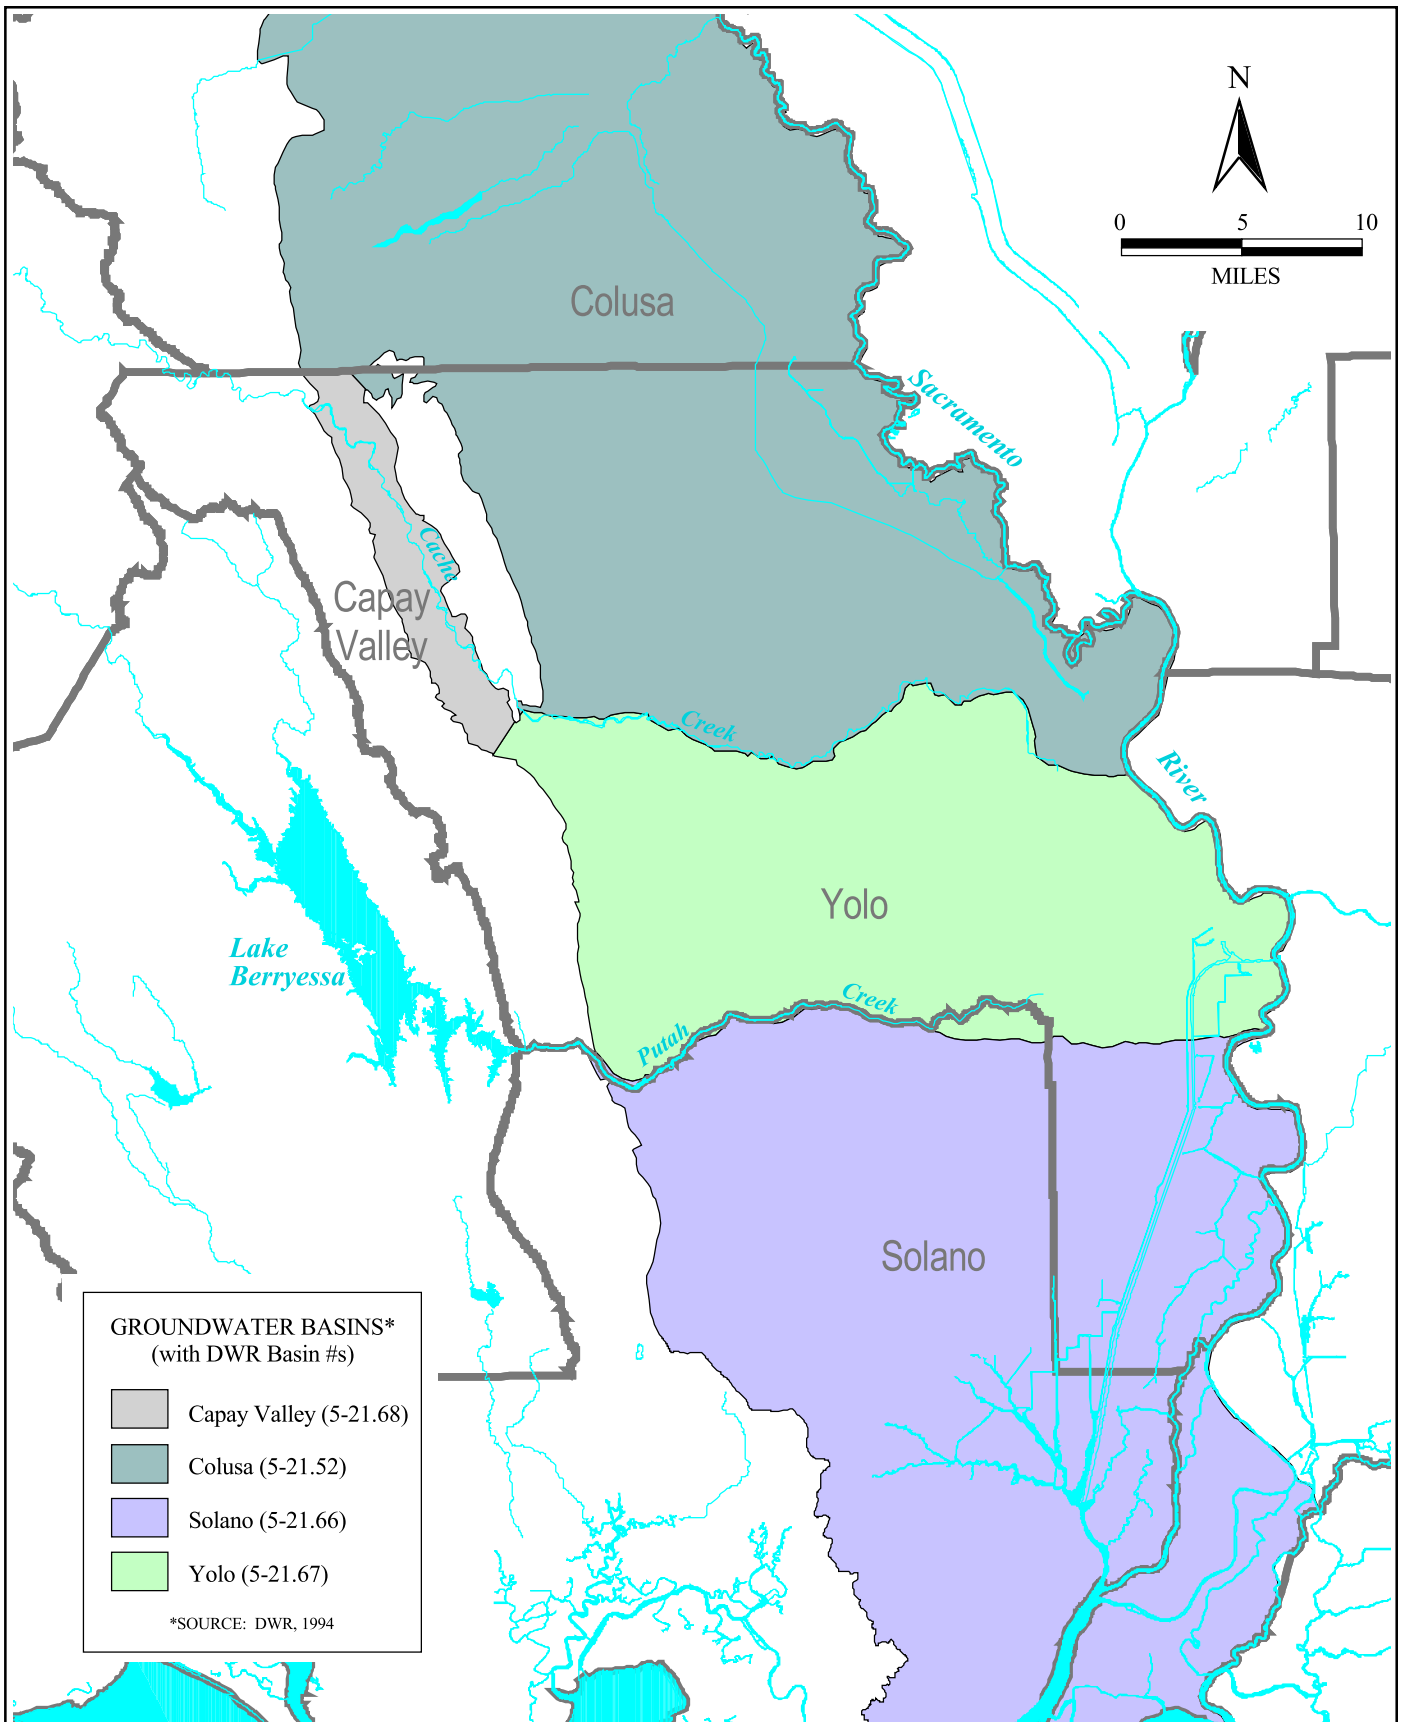 N
0 5 10
MILES
Colusa
Sacramento
Cache
Capay
Valley
Creek
River
Yolo
Lake
Berryessa
Creek
Putah
Solano
GROUNDWATER BASINS*
(with DWR Basin #s)
Capay Valley (5-21.68)
Colusa (5-21.52)
Solano (5-21.66)
Yolo (5-21.67)
*SOURCE: DWR, 1994